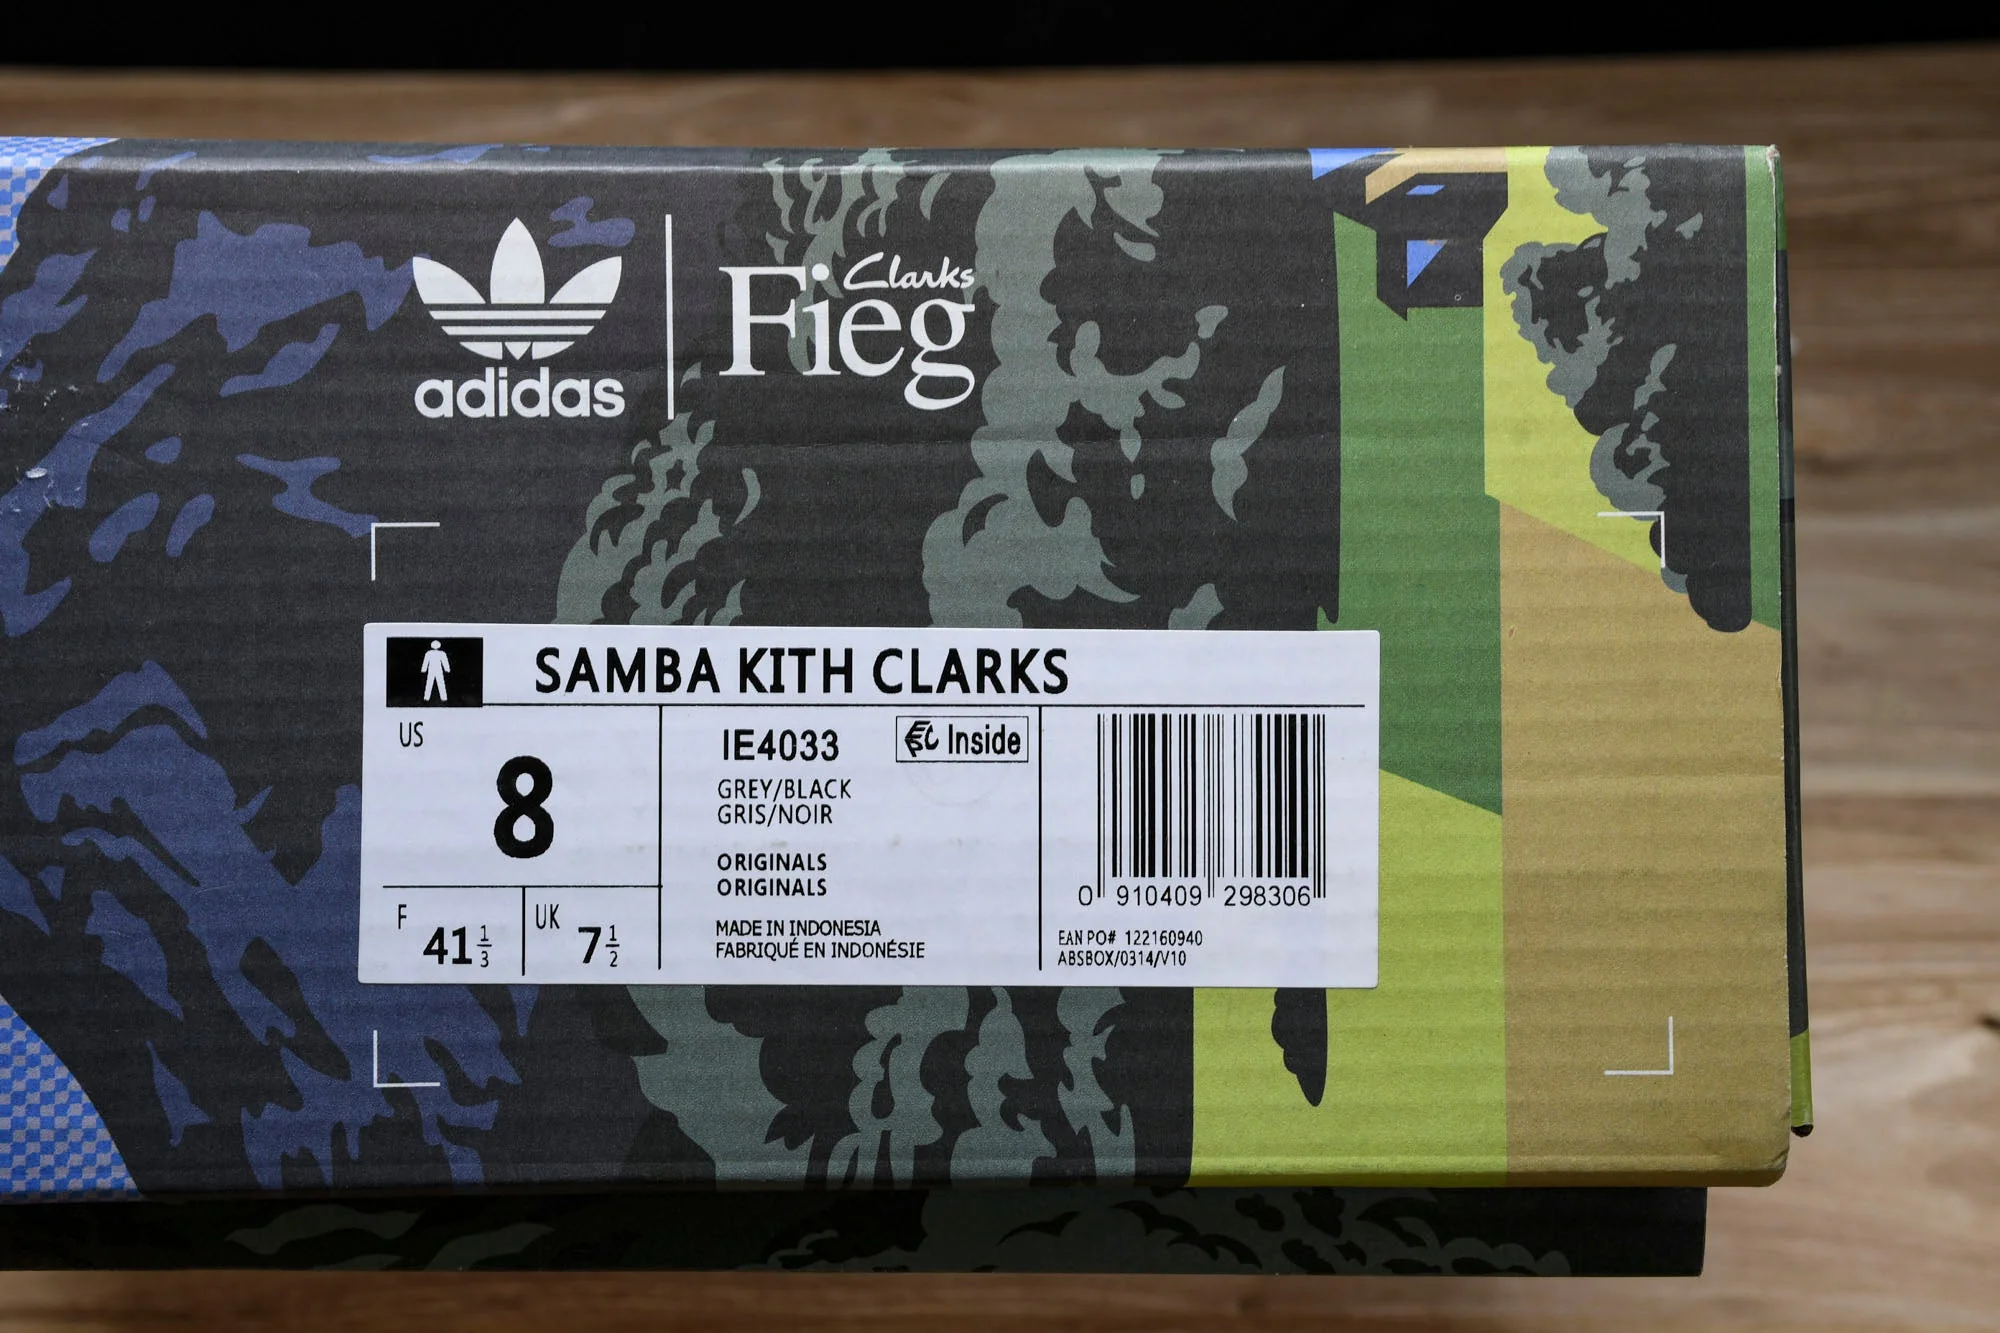 adidas
Clarks
Fieg
SAMBA KITH CLARKS
US
8
F
41 1/3
UK
7 1/2
IE4033
Inside
GREY/BLACK
GRIS/NOIR
ORIGINALS
ORIGINALS
MADE IN INDONESIA
FABRIQUÉ EN INDONÉSIE
0 910409 298306
EAN PO# 122160940
ABSBOX/0314/V10